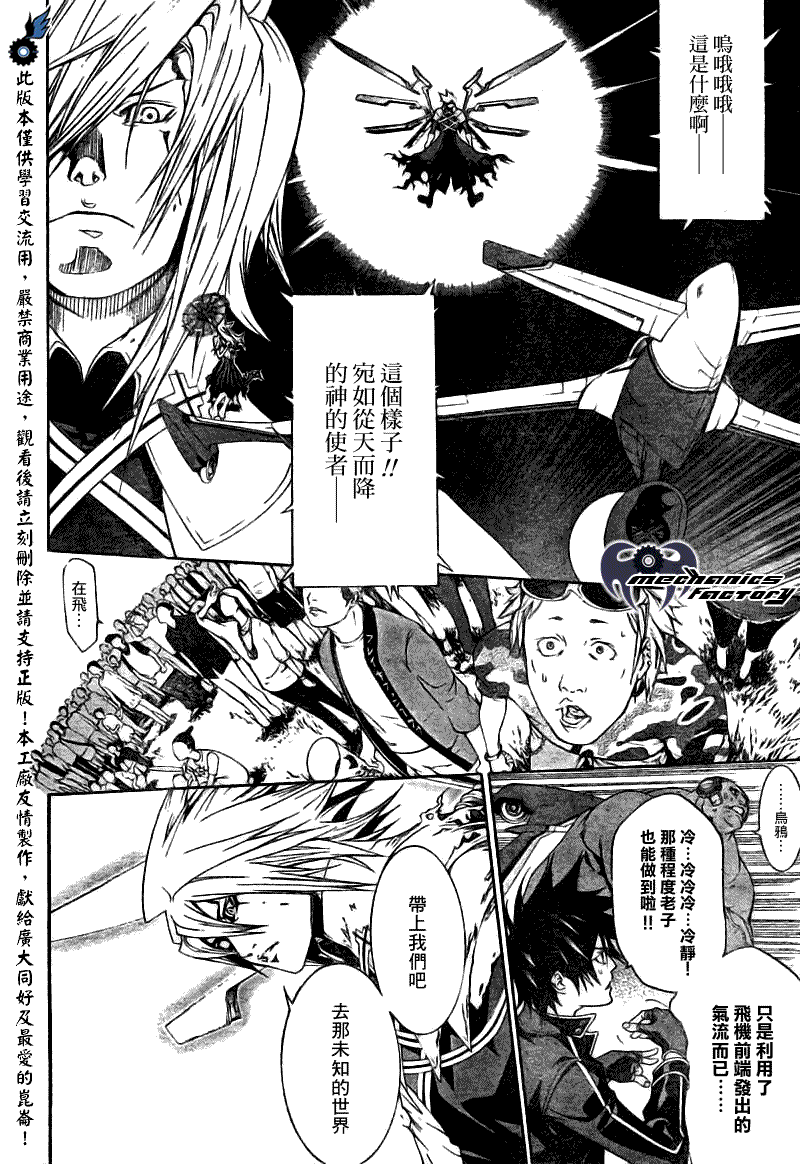 嗚哦哦哦──
這是什麼啊──
這個樣子!!
宛如從天而降
的神的使者──
mechanics
Factory
在飛…
……烏鴉…
冷…冷冷冷…冷靜!
那種程度老子
也能做到啦!!
只是利用了
飛機前端發出的
氣流而已……
帶上我們吧
去那未知的世界
此版本僅供學習交流用，嚴禁商業用途，觀看後請立刻刪除並請支持正版！本工廠友情製作，獻給廣大同好及最愛的崑崙！